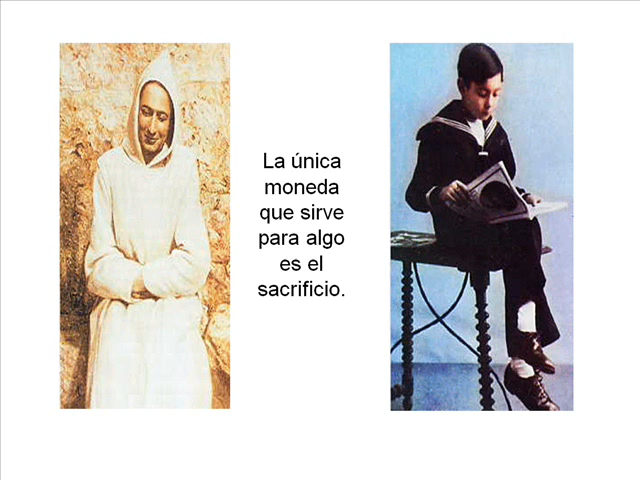 La única
moneda
que sirve
para algo
es el
sacrificio.